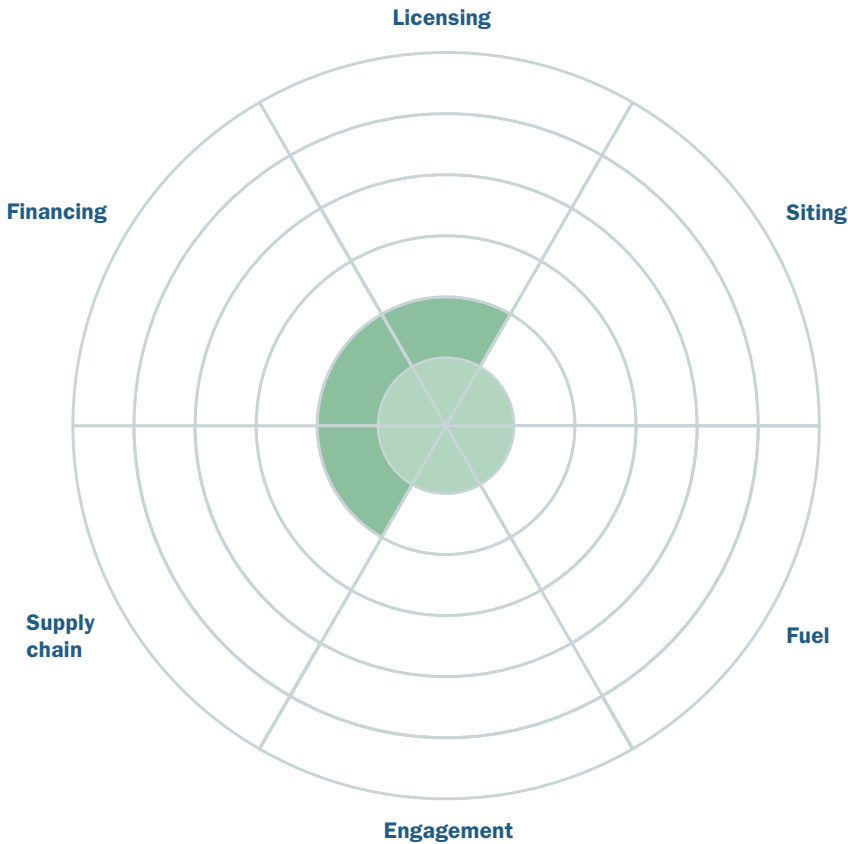 Licensing
Financing
Siting
Supply
chain
Fuel
Engagement